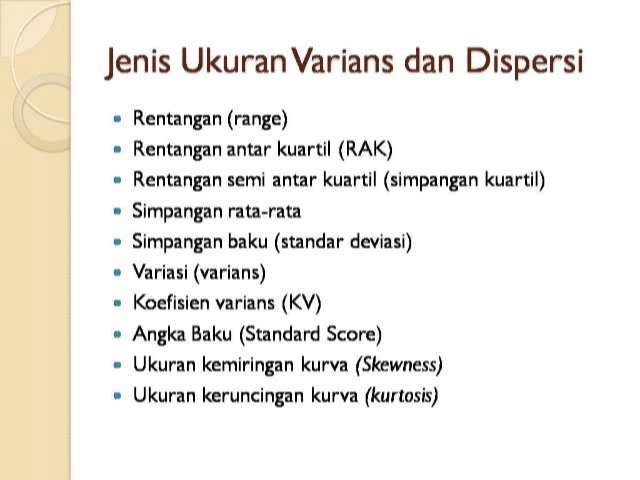 Jenis Ukuran Varians dan Dispersi
• Rentangan (range)
• Rentangan antar kuartil (RAK)
• Rentangan semi antar kuartil (simpangan kuartil)
• Simpangan rata-rata
• Simpangan baku (standar deviasi)
• Variasi (varians)
• Koefisien varians (KV)
• Angka Baku (Standard Score)
• Ukuran kemiringan kurva (Skewness)
• Ukuran keruncingan kurva (kurtosis)